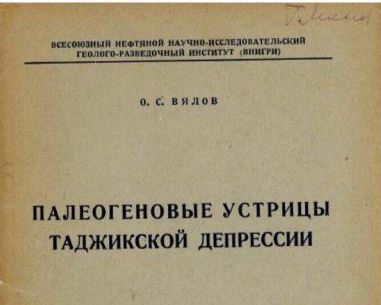 ВСЕСОЮЗНЫЙ НЕФТЯНОЙ НАУЧНО-ИССЛЕДОВАТЕЛЬСКИЙ
ГЕОЛОГО-РАЗВЕДОЧНЫЙ ИНСТИТУТ (ВНИГРИ)
О. С. ВЯЛОВ
ПАЛЕОГЕНОВЫЕ УСТРИЦЫ
ТАДЖИКСКОЙ ДЕПРЕССИИ